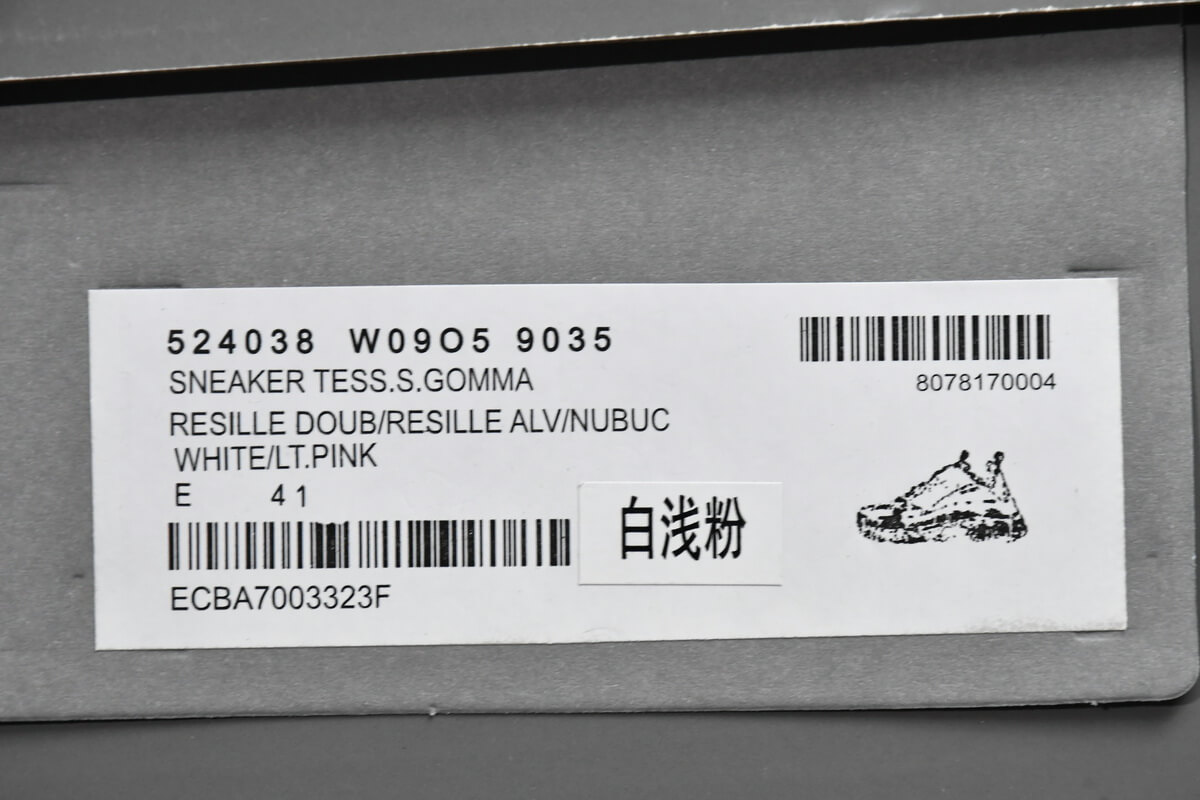 524038 W09O5 9035
SNEAKER TESS.S.GOMMA
RESILLE DOUB/RESILLE ALV/NUBUC
WHITE/LT.PINK
E 41
ECBA7003323F
白浅粉
8078170004